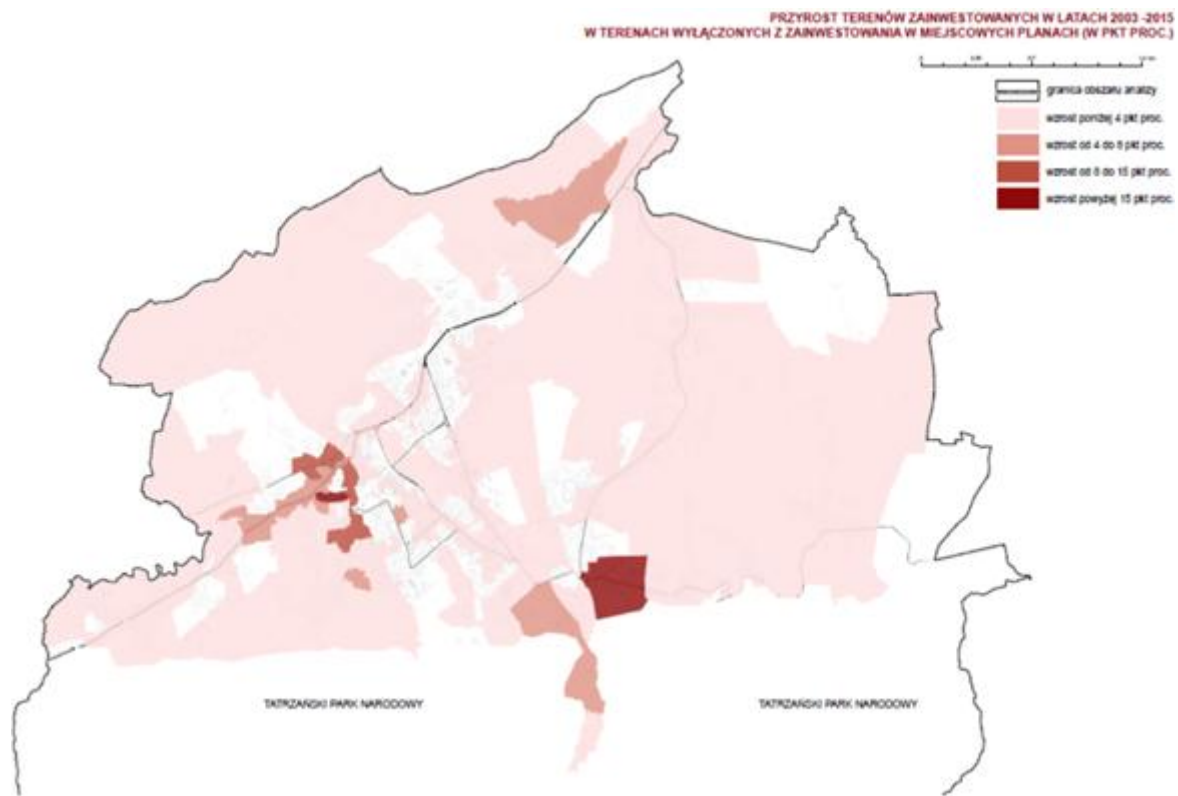 PRZYROST TERENÓW ZAINWESTOWANYCH W LATACH 2003 -2015
W TERENACH WYŁĄCZONYCH Z ZAINWESTOWANIA W MIEJSCOWYCH PLANACH (W PKT PROC.)
granica obszaru analizy
wzrost poniżej 4 pkt proc.
wzrost od 4 do 8 pkt proc.
wzrost od 8 do 15 pkt proc.
wzrost powyżej 15 pkt proc.
TATRZAŃSKI PARK NARODOWY
TATRZAŃSKI PARK NARODOWY